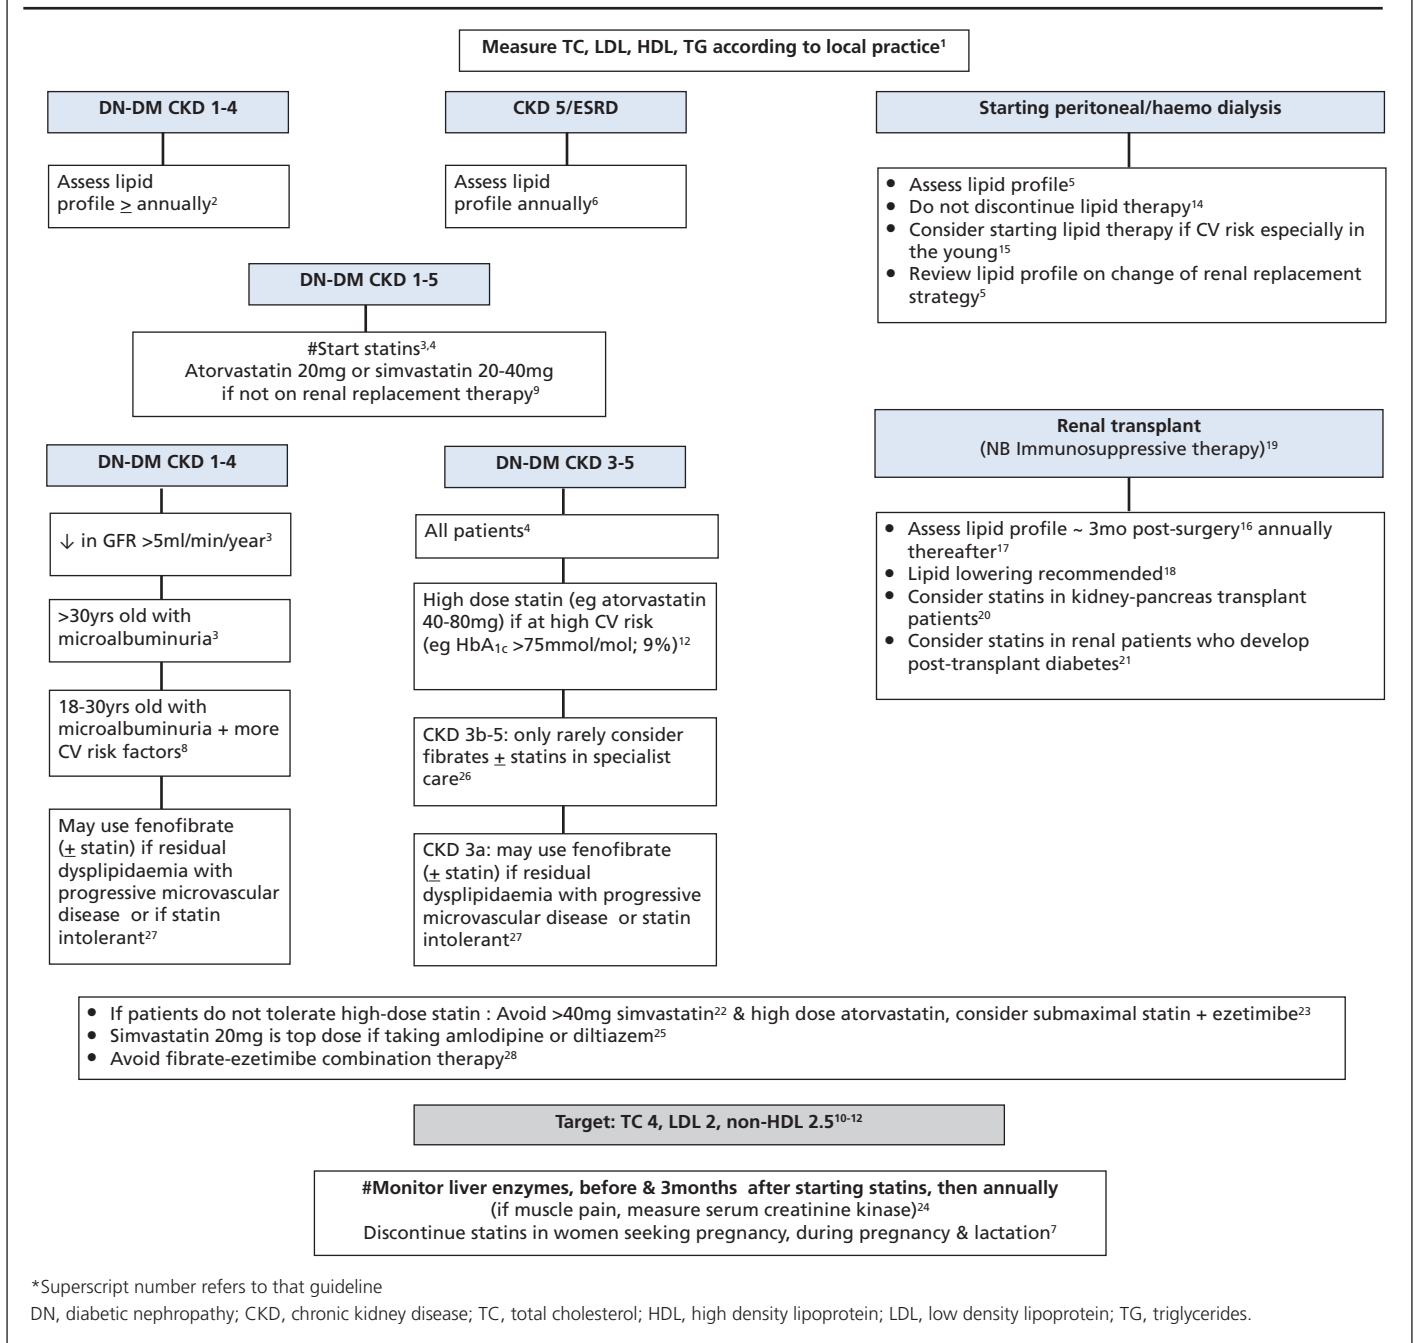 Measure TC, LDL, HDL, TG according to local practice¹
DN-DM CKD 1-4
Assess lipid
profile ≥ annually²
CKD 5/ESRD
Assess lipid
profile annually⁶
Starting peritoneal/haemo dialysis
• Assess lipid profile⁵
• Do not discontinue lipid therapy¹⁴
• Consider starting lipid therapy if CV risk especially in
the young¹⁵
• Review lipid profile on change of renal replacement
strategy⁵
DN-DM CKD 1-5
#Start statins³,⁴
Atorvastatin 20mg or simvastatin 20-40mg
if not on renal replacement therapy⁹
DN-DM CKD 1-4
↓ in GFR >5ml/min/year³
>30yrs old with
microalbuminuria³
18-30yrs old with
microalbuminuria + more
CV risk factors⁸
May use fenofibrate
(± statin) if residual
dysplipidaemia with
progressive microvascular
disease or if statin
intolerant²⁷
DN-DM CKD 3-5
All patients⁴
High dose statin (eg atorvastatin
40-80mg) if at high CV risk
(eg HbA₁c >75mmol/mol; 9%)¹²
CKD 3b-5: only rarely consider
fibrates ± statins in specialist
care²⁶
CKD 3a: may use fenofibrate
(± statin) if residual
dysplipidaemia with progressive
microvascular disease or statin
intolerant²⁷
Renal transplant
(NB Immunosuppressive therapy)¹⁹
• Assess lipid profile ~ 3mo post-surgery¹⁶ annually
thereafter¹⁷
• Lipid lowering recommended¹⁸
• Consider statins in kidney-pancreas transplant
patients²⁰
• Consider statins in renal patients who develop
post-transplant diabetes²¹
• If patients do not tolerate high-dose statin : Avoid >40mg simvastatin²² & high dose atorvastatin, consider submaximal statin + ezetimibe²³
• Simvastatin 20mg is top dose if taking amlodipine or diltiazem²⁵
• Avoid fibrate-ezetimibe combination therapy²⁸
Target: TC 4, LDL 2, non-HDL 2.5¹⁰⁻¹²
#Monitor liver enzymes, before & 3months after starting statins, then annually
(if muscle pain, measure serum creatinine kinase)²⁴
Discontinue statins in women seeking pregnancy, during pregnancy & lactation⁷
*Superscript number refers to that guideline
DN, diabetic nephropathy; CKD, chronic kidney disease; TC, total cholesterol; HDL, high density lipoprotein; LDL, low density lipoprotein; TG, triglycerides.